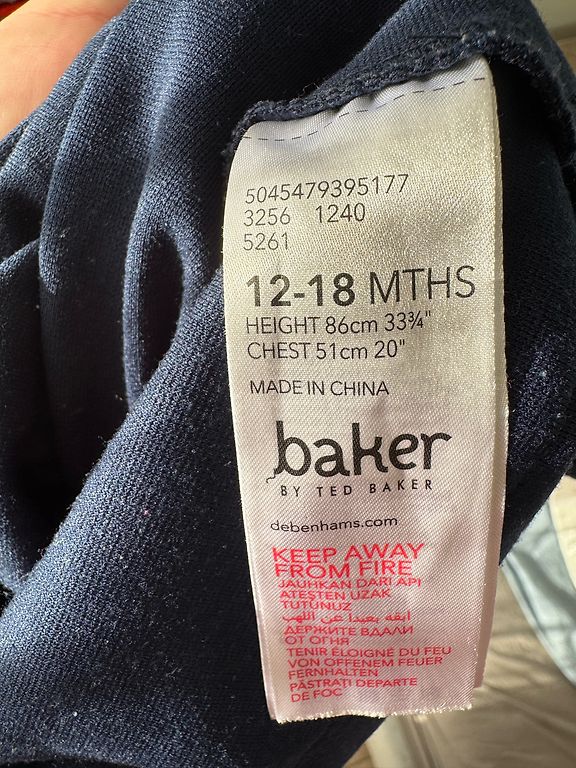 5045479395177
3256 1240
5261
12-18 MTHS
HEIGHT 86cm 33¾"
CHEST 51cm 20"
MADE IN CHINA
baker
BY TED BAKER
debenhams.com
KEEP AWAY
FROM FIRE
JAUHKAN DARI API
ATEŞTEN UZAK
TUTUNUZ
أبقه بعيدا عن اللهب
ДЕРЖИТЕ ВДАЛИ
ОТ ОГНЯ
TENIR ÉLOIGNÉ DU FEU
VON OFFENEM FEUER
FERNHALTEN
PĂSTRAŢI DEPARTE
DE FOC